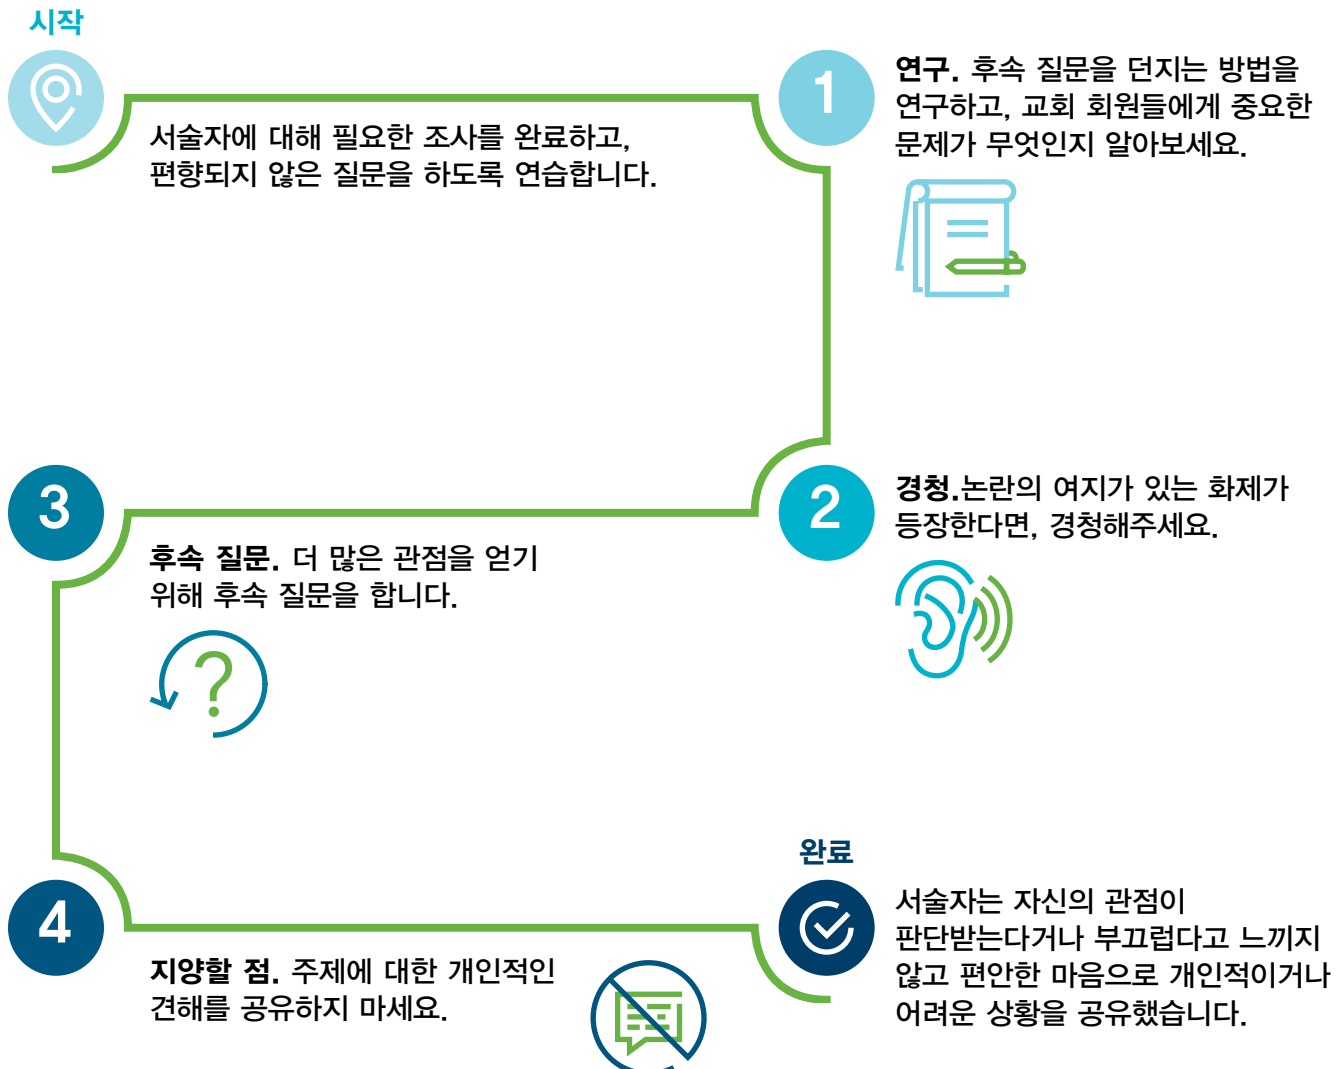 시작
서술자에 대해 필요한 조사를 완료하고,
편향되지 않은 질문을 하도록 연습합니다.
1
연구. 후속 질문을 던지는 방법을
연구하고, 교회 회원들에게 중요한
문제가 무엇인지 알아보세요.
2
경청.논란의 여지가 있는 화제가
등장한다면, 경청해주세요.
3
후속 질문. 더 많은 관점을 얻기
위해 후속 질문을 합니다.
?
4
지양할 점. 주제에 대한 개인적인
견해를 공유하지 마세요.
완료
서술자는 자신의 관점이
판단받는다거나 부끄럽다고 느끼지
않고 편안한 마음으로 개인적이거나
어려운 상황을 공유했습니다.